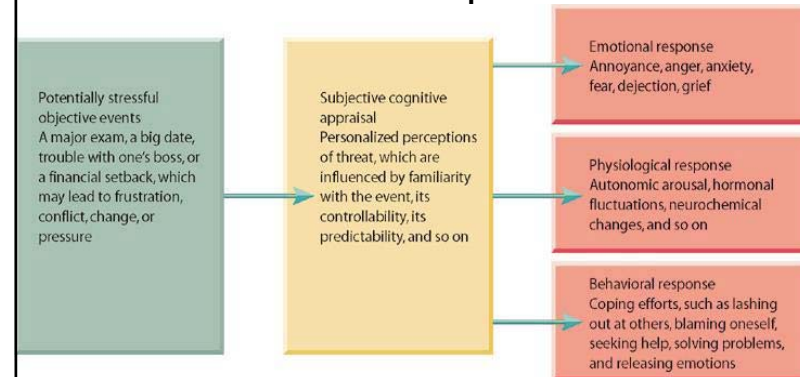 Potentially stressful
objective events
A major exam, a big date,
trouble with one's boss, or
a financial setback, which
may lead to frustration,
conflict, change, or
pressure
Subjective cognitive
appraisal
Personalized perceptions
of threat, which are
influenced by familiarity
with the event, its
controllability, its
predictability, and so on
Emotional response
Annoyance, anger, anxiety,
fear, dejection, grief
Physiological response
Autonomic arousal, hormonal
fluctuations, neurochemical
changes, and so on
Behavioral response
Coping efforts, such as lashing
out at others, blaming oneself,
seeking help, solving problems,
and releasing emotions